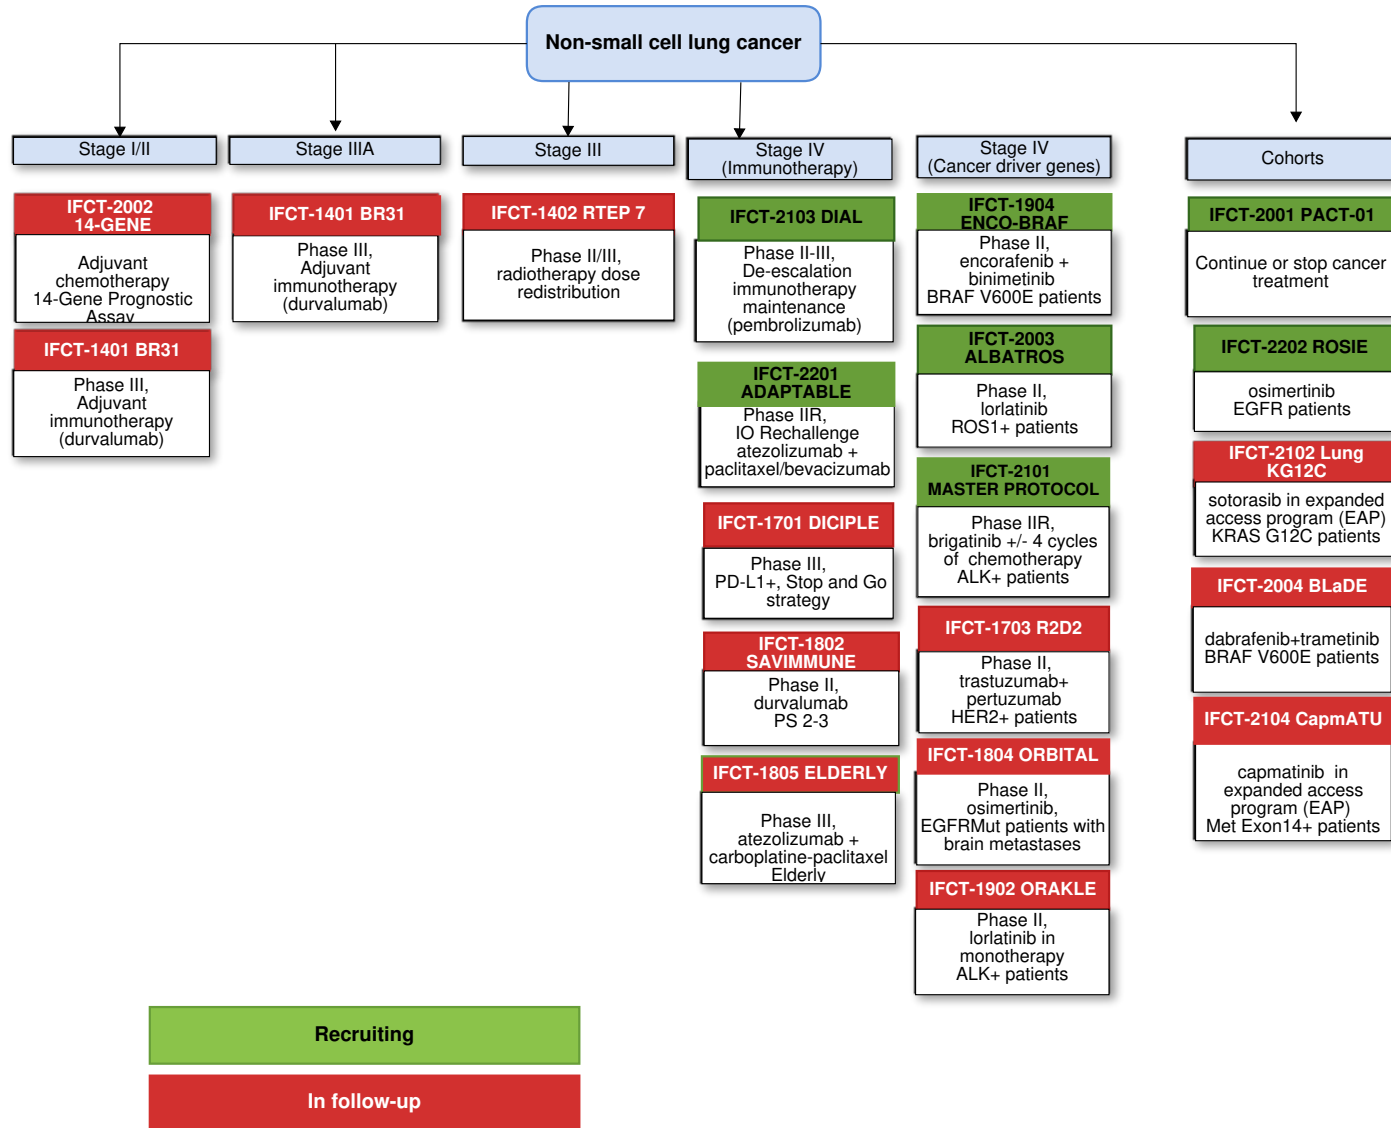 Non-small cell lung cancer
Stage I/II
IFCT-2002
14-GENE
Adjuvant
chemotherapy
14-Gene Prognostic
Assay
IFCT-1401 BR31
Phase III,
Adjuvant
immunotherapy
(durvalumab)
Stage IIIA
IFCT-1401 BR31
Phase III,
Adjuvant
immunotherapy
(durvalumab)
Stage III
IFCT-1402 RTEP 7
Phase II/III,
radiotherapy dose
redistribution
Stage IV
(Immunotherapy)
IFCT-2103 DIAL
Phase II-III,
De-escalation
immunotherapy
maintenance
(pembrolizumab)
IFCT-2201
ADAPTABLE
Phase IIR,
IO Rechallenge
atezolizumab +
paclitaxel/bevacizumab
IFCT-1701 DICIPLE
Phase III,
PD-L1+, Stop and Go
strategy
IFCT-1802
SAVIMMUNE
Phase II,
durvalumab
PS 2-3
IFCT-1805 ELDERLY
Phase III,
atezolizumab +
carboplatine-paclitaxel
Elderly
Stage IV
(Cancer driver genes)
IFCT-1904
ENCO-BRAF
Phase II,
encorafenib +
binimetinib
BRAF V600E patients
IFCT-2003
ALBATROS
Phase II,
lorlatinib
ROS1+ patients
IFCT-2101
MASTER PROTOCOL
Phase IIR,
brigatinib +/- 4 cycles
of chemotherapy
ALK+ patients
IFCT-1703 R2D2
Phase II,
trastuzumab+
pertuzumab
HER2+ patients
IFCT-1804 ORBITAL
Phase II,
osimertinib,
EGFRMut patients with
brain metastases
IFCT-1902 ORAKLE
Phase II,
lorlatinib in
monotherapy
ALK+ patients
Cohorts
IFCT-2001 PACT-01
Continue or stop cancer
treatment
IFCT-2202 ROSIE
osimertinib
EGFR patients
IFCT-2102 Lung
KG12C
sotorasib in expanded
access program (EAP)
KRAS G12C patients
IFCT-2004 BLaDE
dabrafenib+trametinib
BRAF V600E patients
IFCT-2104 CapmATU
capmatinib in
expanded access
program (EAP)
Met Exon14+ patients
Recruiting
In follow-up